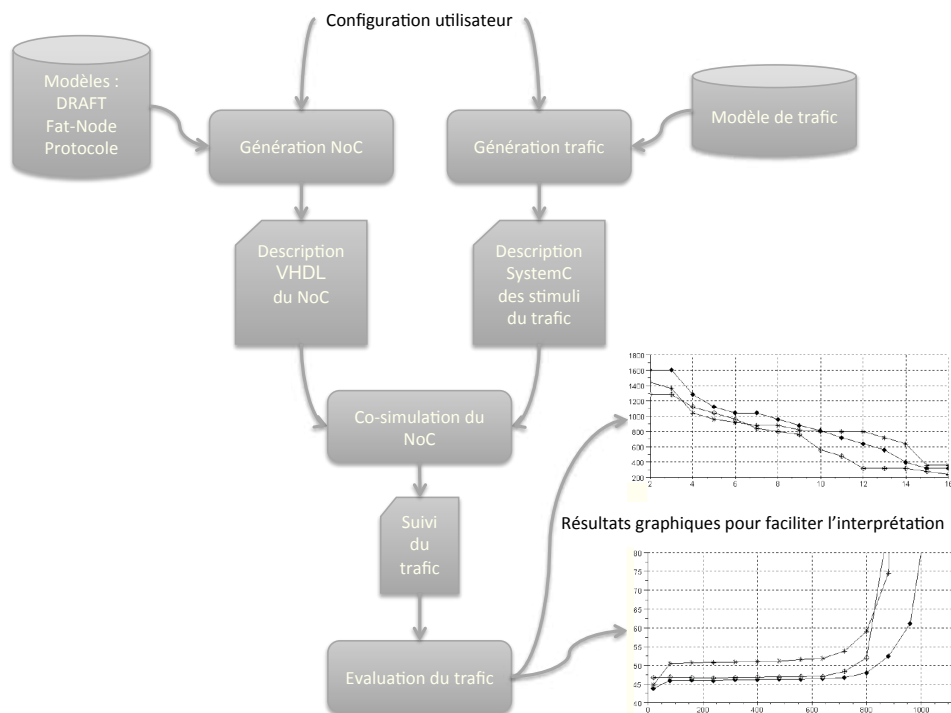 Configuration utilisateur
Modèles :
DRAFT
Fat-Node
Protocole
Génération NoC
Génération trafic
Modèle de trafic
Description
VHDL
du NoC
Description
SystemC
des stimuli
du trafic
Co-simulation du
NoC
1800
1600
1400
1200
1000
800
600
400
200
2 4 6 8 10 12 14 16
Suivi
du
trafic
Résultats graphiques pour faciliter l'interprétation
Evaluation du trafic
80
75
70
65
60
55
50
45
40
0 200 400 600 800 1000